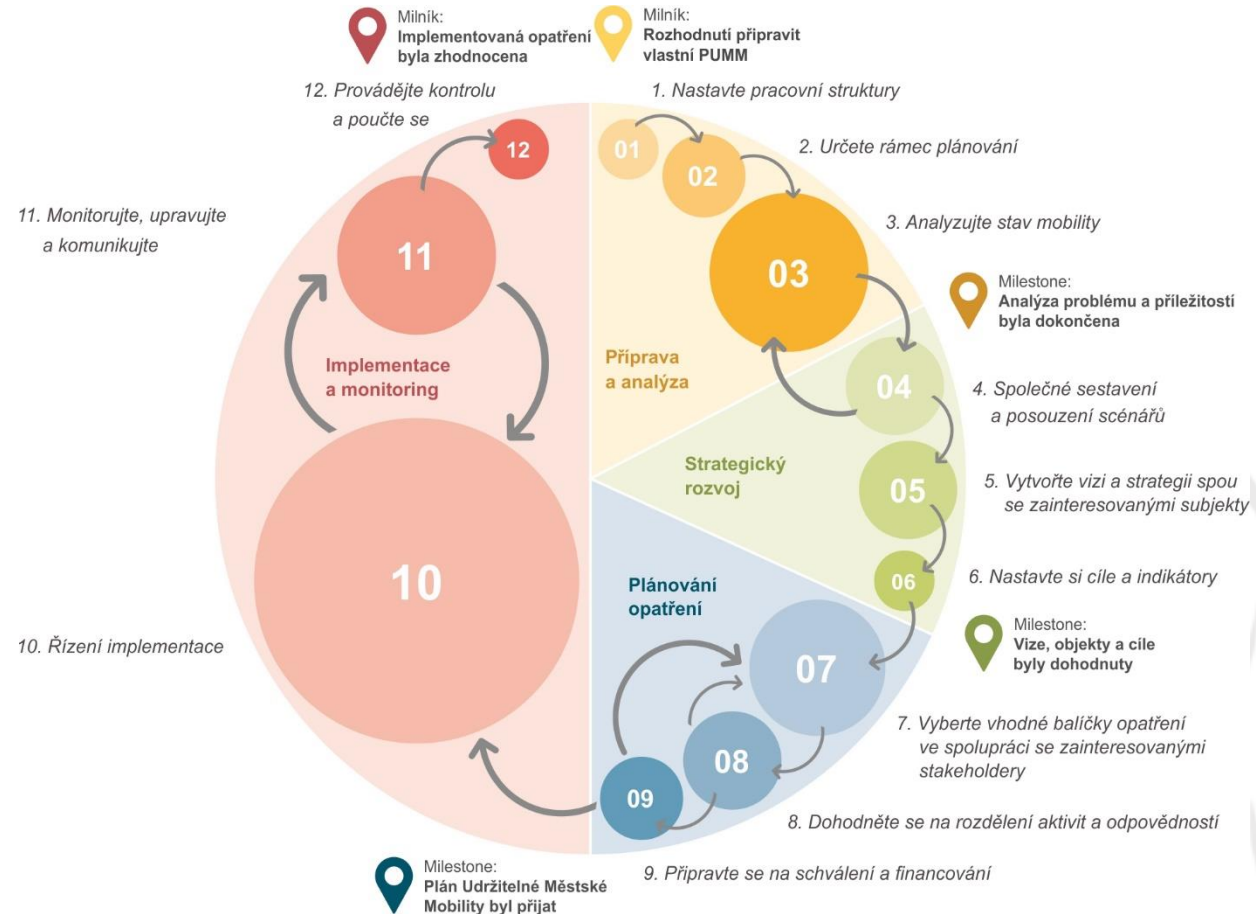 Milník:
Implementovaná opatření
byla zhodnocena
Milník:
Rozhodnutí připravit
vlastní PUMM
12. Proveďějte kontrolu
a poučte se
1. Nastavte pracovní struktury
2. Určete rámec plánování
3. Analyzujte stav mobility
Milestone:
Analýza problému a příležitostí
byla dokončena
4. Společné sestavení
a posouzení scénářů
5. Vytvořte vizi a strategii spou
se zainteresovanými subjekty
6. Nastavte si cíle a indikátory
Milestone:
Vize, objekty a cíle
byly dohodnuty
7. Vyberte vhodné balíčky opatření
ve spolupráci se zainteresovanými
stakeholdery
8. Dohodněte se na rozdělení aktivit a odpovědností
9. Připravte se na schválení a financování
Milestone:
Plán Udržitelné Městské
Mobility byl přijat
10. Řízení implementace
11. Monitorujte, upravujte
a komunikujte
Příprava
a analýza
Strategický
rozvoj
Plánování
opatření
Implementace
a monitoring
01
02
03
04
05
06
07
08
09
10
11
12